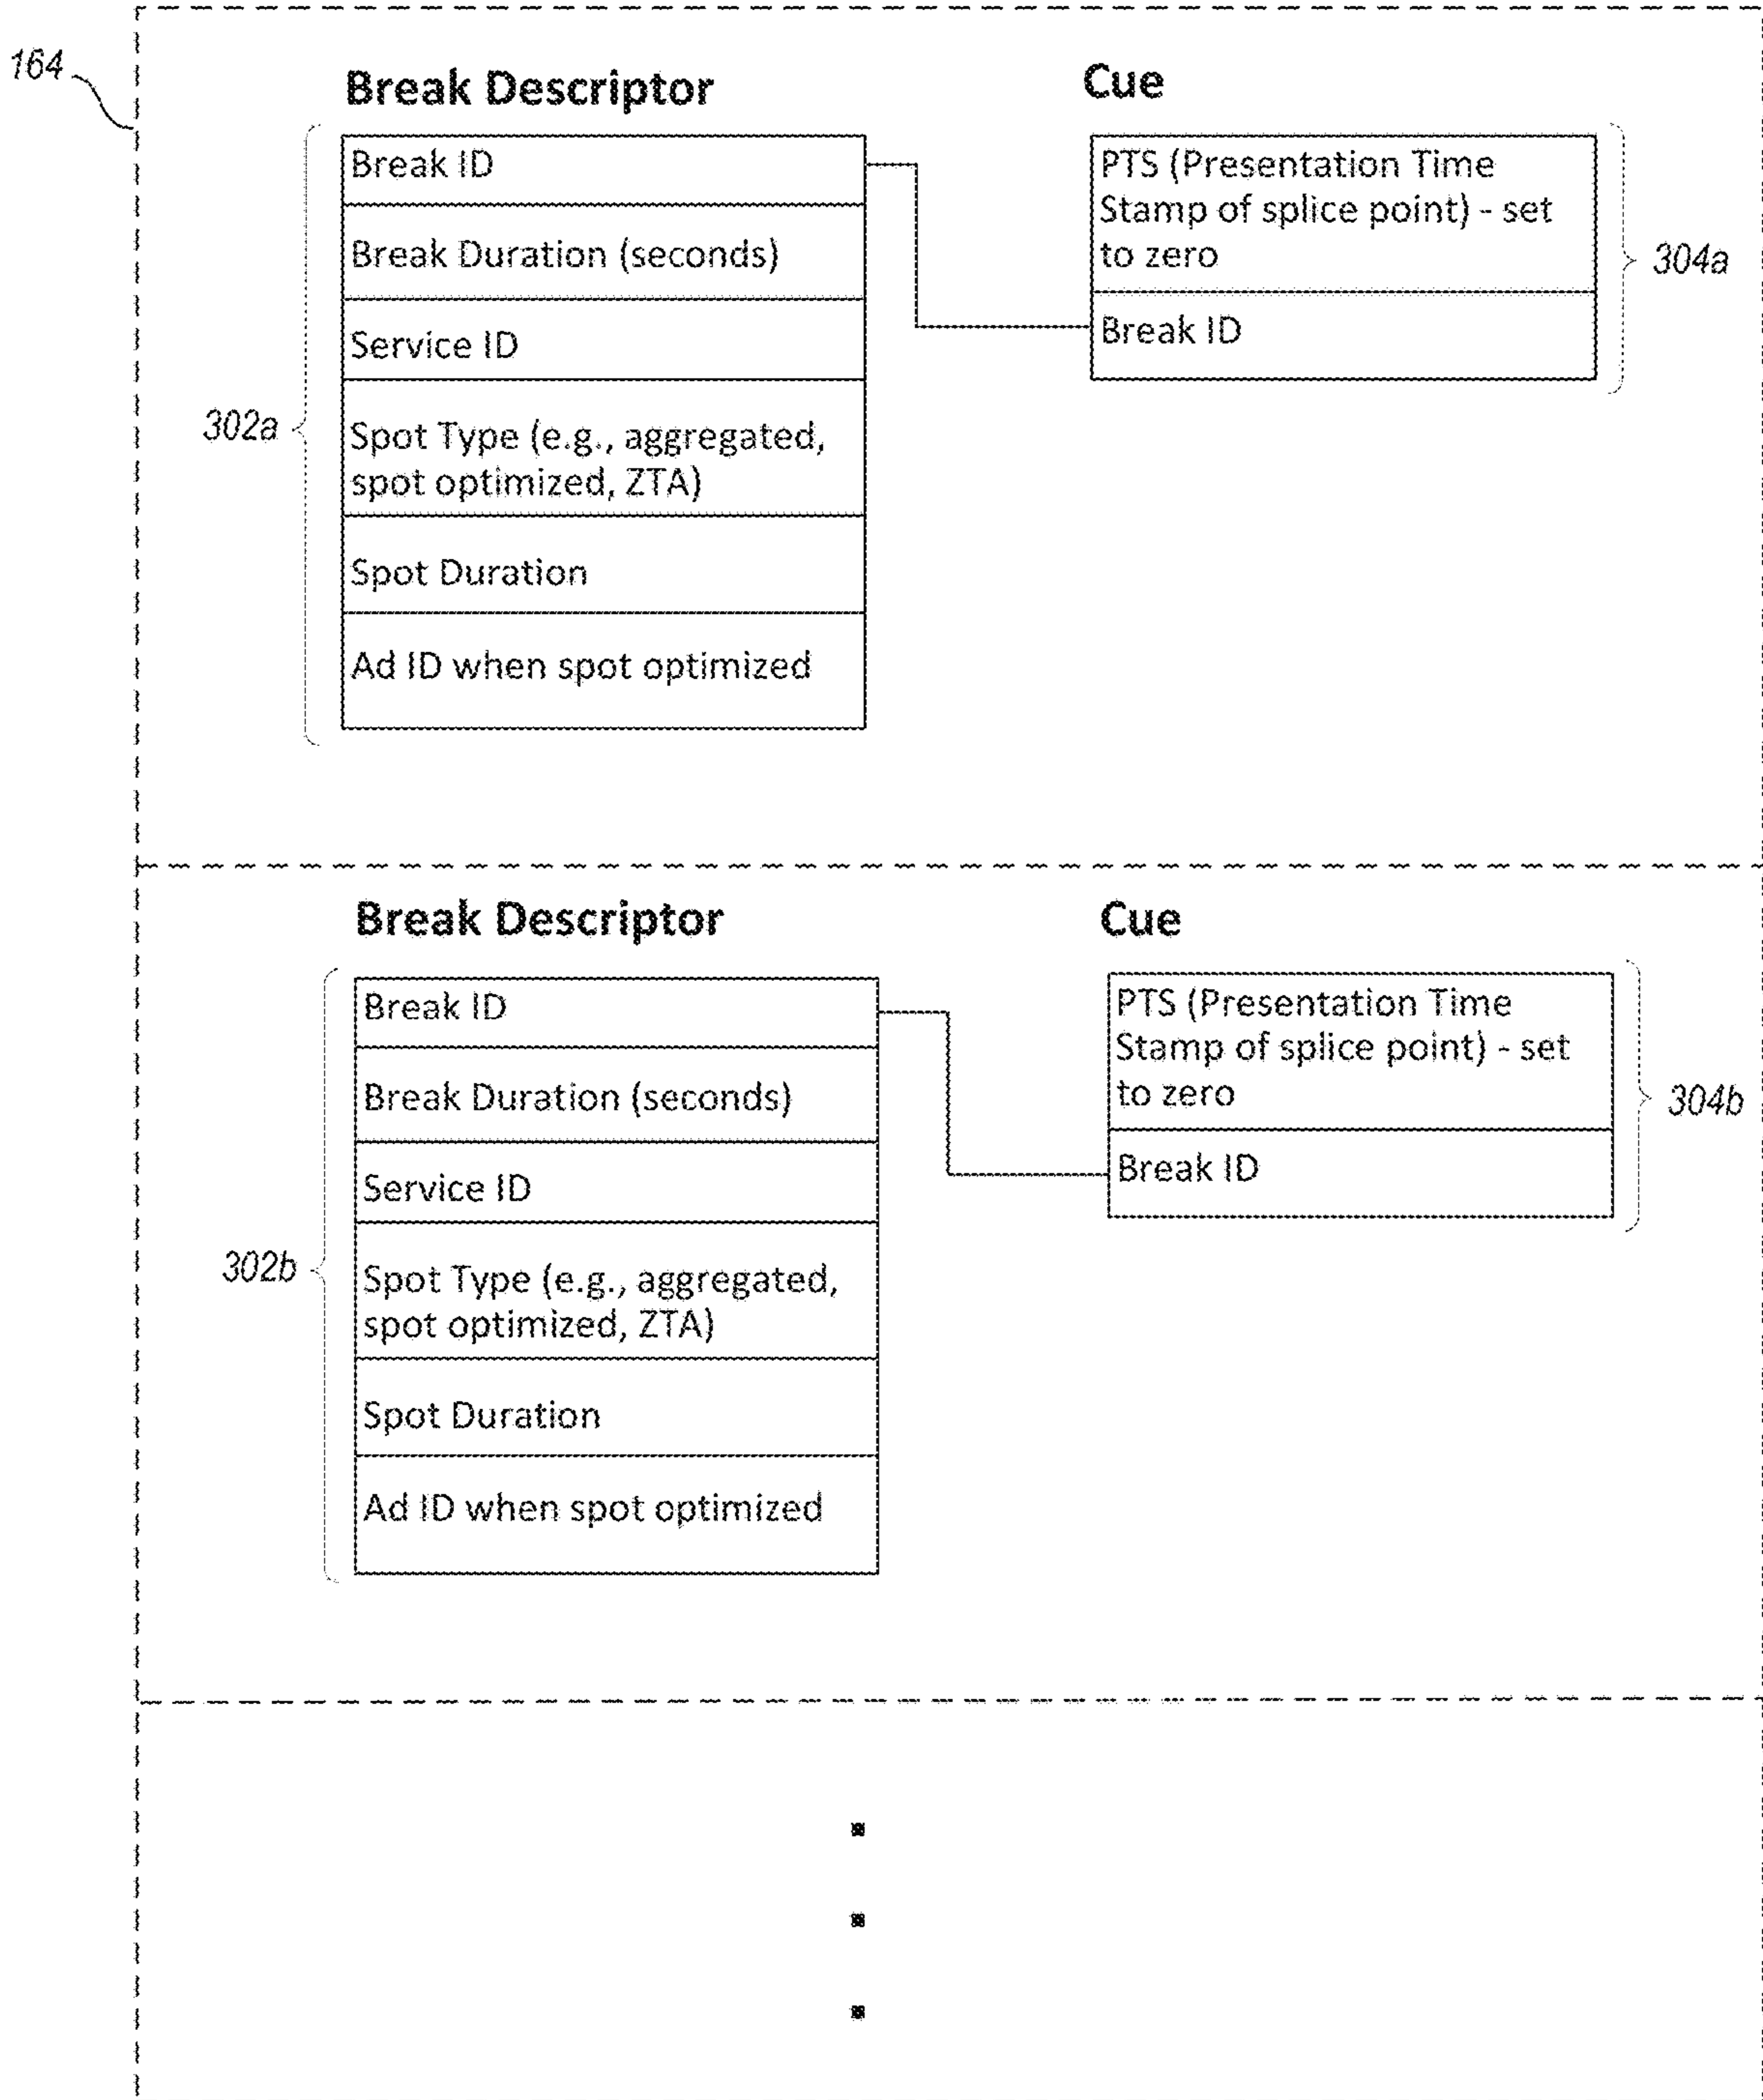 164
Break Descriptor
Cue
302a
Break ID
Break Duration (seconds)
Service ID
Spot Type (e.g., aggregated,
spot optimized, ZTA)
Spot Duration
Ad ID when spot optimized
PTS (Presentation Time
Stamp of splice point) - set
to zero
Break ID
304a
Break Descriptor
Cue
302b
Break ID
Break Duration (seconds)
Service ID
Spot Type (e.g., aggregated,
spot optimized, ZTA)
Spot Duration
Ad ID when spot optimized
PTS (Presentation Time
Stamp of splice point) - set
to zero
Break ID
304b